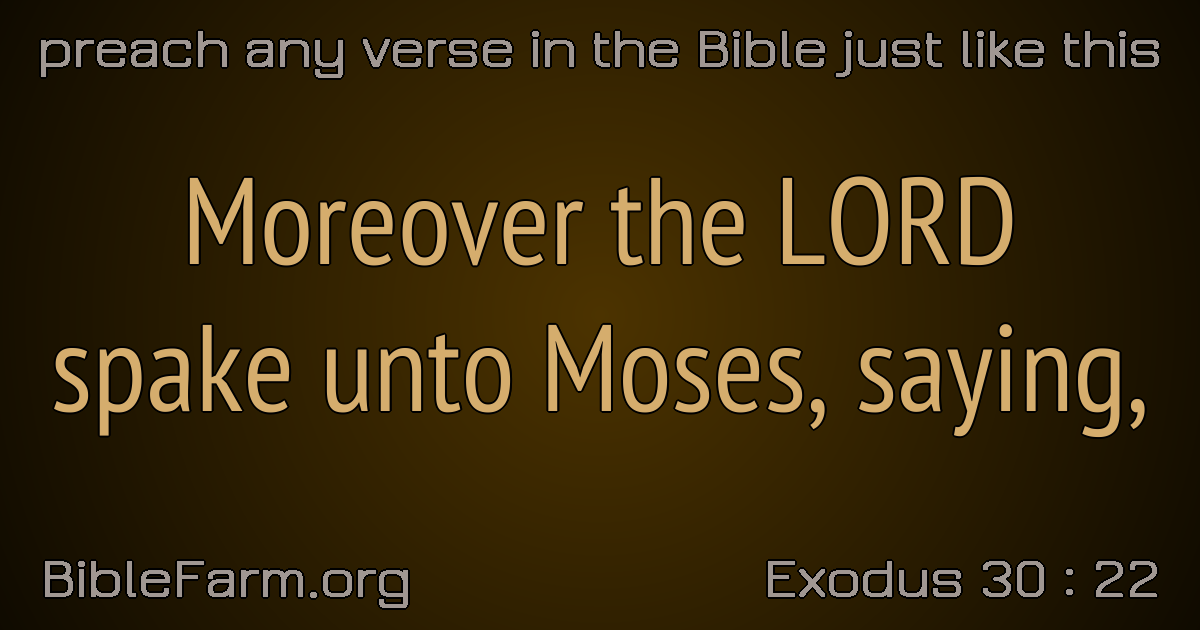 preach any verse in the Bible just like this
Moreover the LORD
spake unto Moses, saying,
BibleFarm.org
Exodus 30 : 22